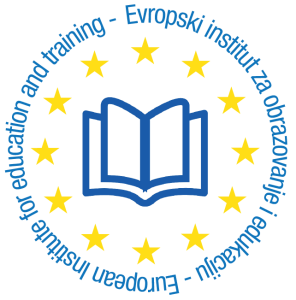 Evropski institut za obrazovanje i edukaciju - European Institute for education and training -